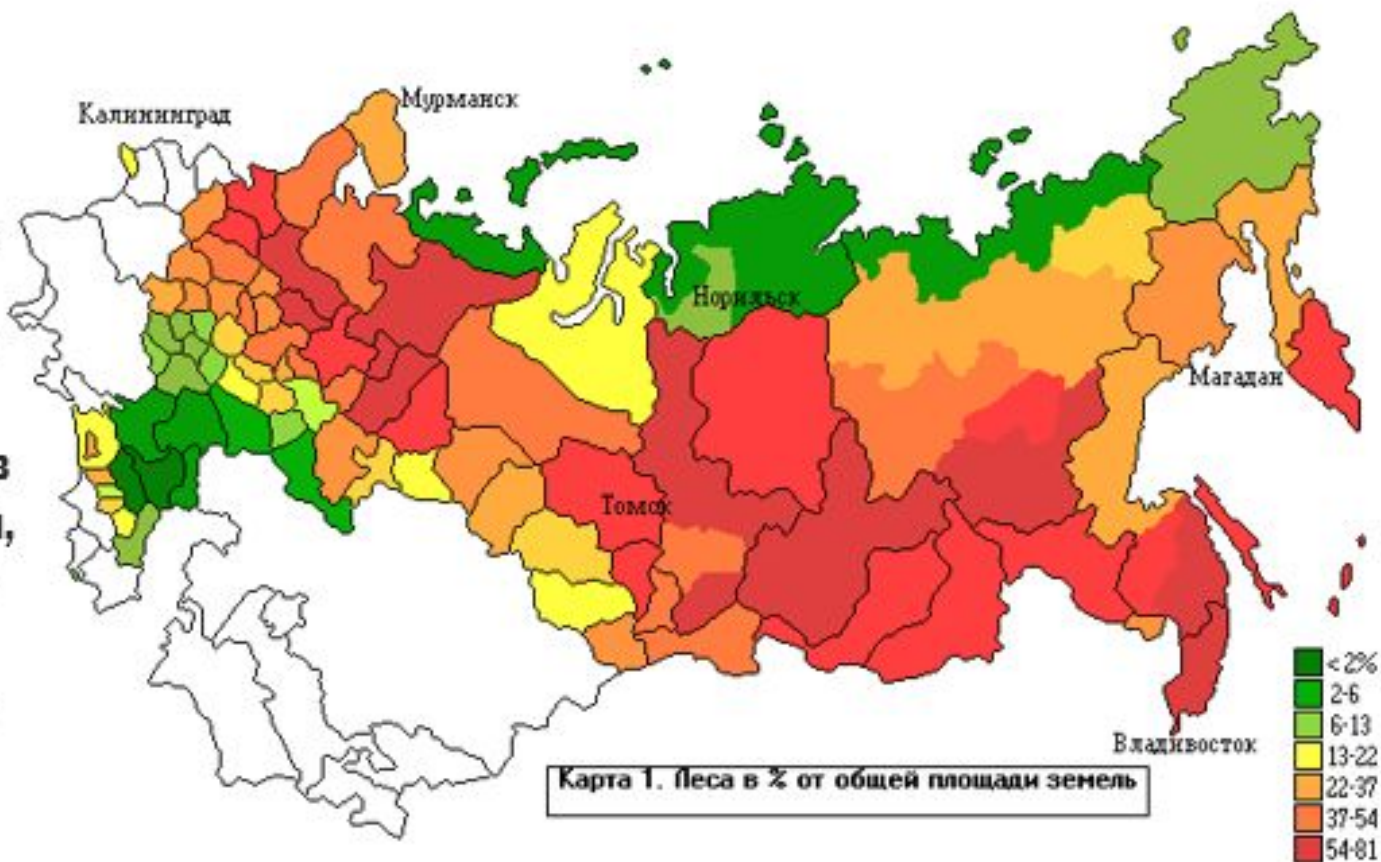 Мурманск
Калининград
Норильск
Магадан
в
Томск
,
<2%
2-6
6-13
13-22
Владивосток
Карта 1. Леса в % от общей площади земель
22-37
37-54
54-81